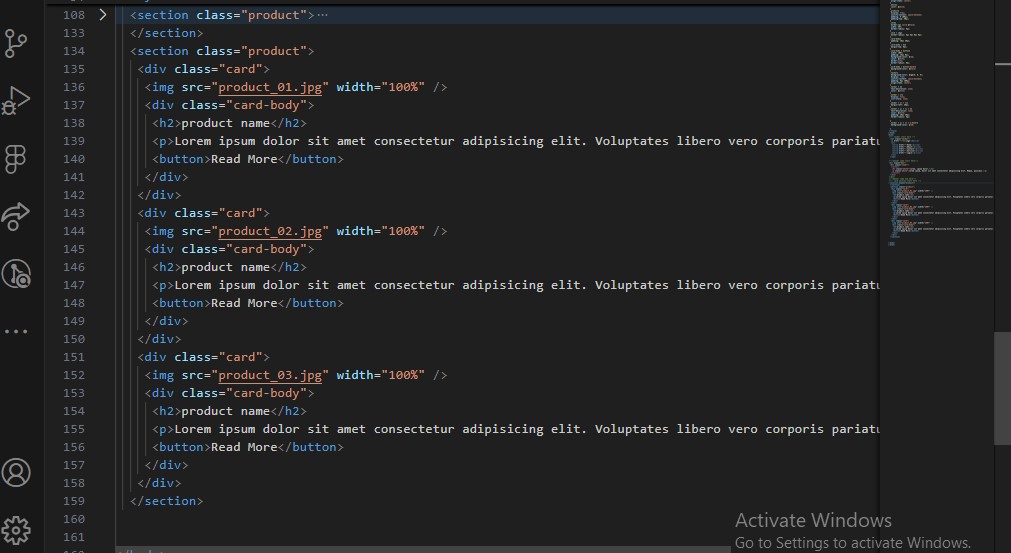 108 <section class="product">…
133 </section>
134 <section class="product">
135 <div class="card">
136 <img src="product_01.jpg" width="100%" />
137 <div class="card-body">
138 <h2>product name</h2>
139 <p>Lorem ipsum dolor sit amet consectetur adipisicing elit. Voluptates libero vero corporis pariatu
140 <button>Read More</button>
141 </div>
142 </div>
143 <div class="card">
144 <img src="product_02.jpg" width="100%" />
145 <div class="card-body">
146 <h2>product name</h2>
147 <p>Lorem ipsum dolor sit amet consectetur adipisicing elit. Voluptates libero vero corporis pariatu
148 <button>Read More</button>
149 </div>
150 </div>
151 <div class="card">
152 <img src="product_03.jpg" width="100%" />
153 <div class="card-body">
154 <h2>product name</h2>
155 <p>Lorem ipsum dolor sit amet consectetur adipisicing elit. Voluptates libero vero corporis pariatu
156 <button>Read More</button>
157 </div>
158 </div>
159 </section>
160
161
Activate Windows
Go to Settings to activate Windows.